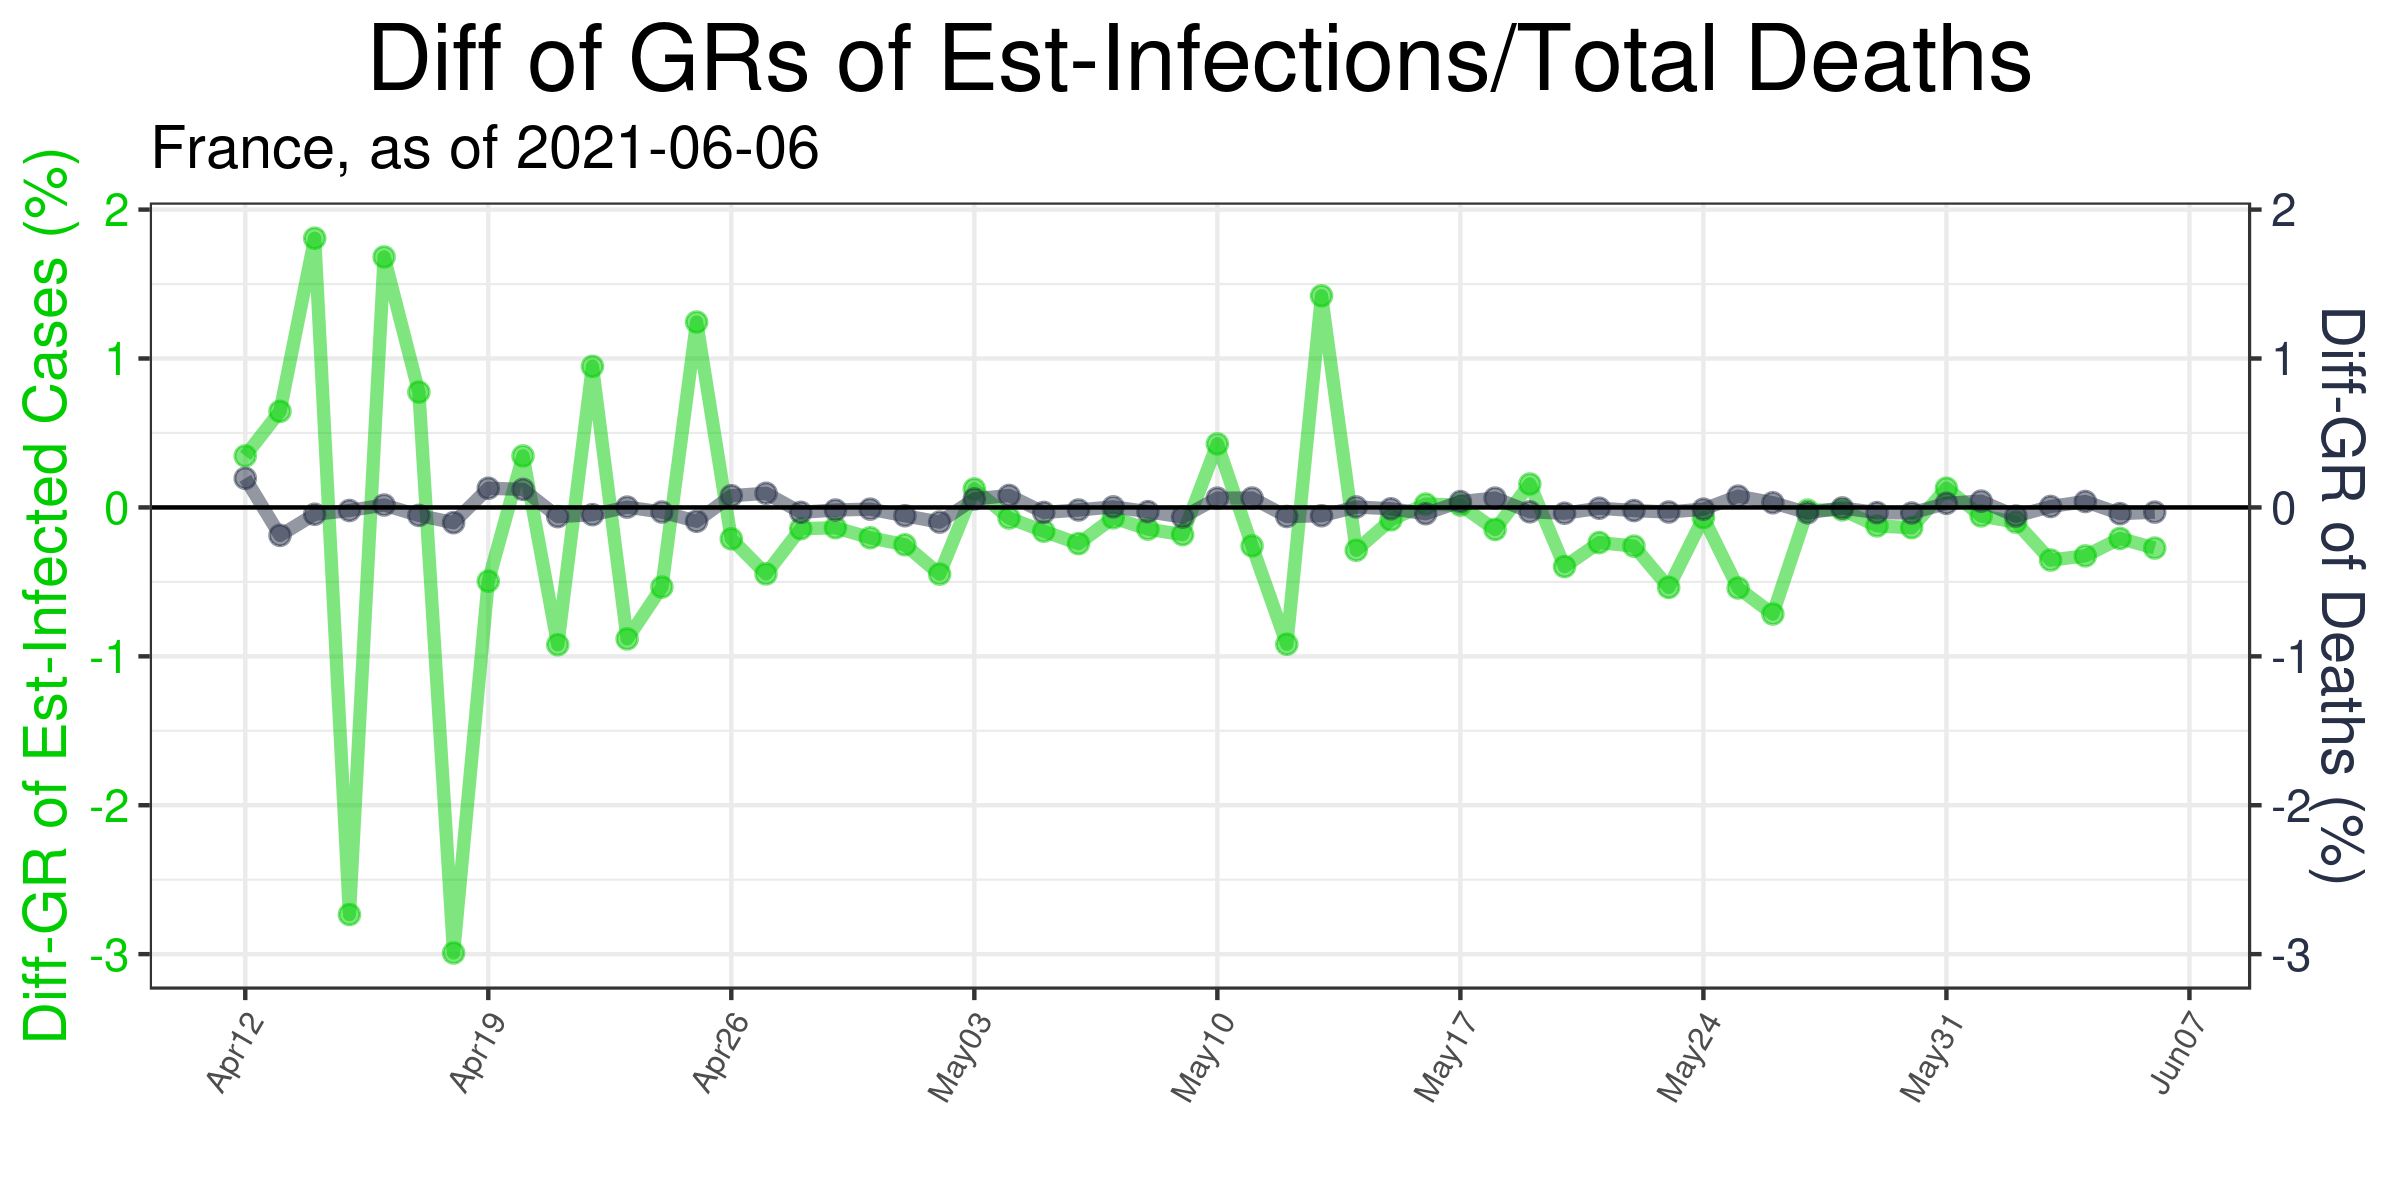 Diff of GRs of Est-Infections/Total Deaths
France, as of 2021-06-06
Diff-GR of Est-Infected Cases (%)
2
1
0
-1
-2
-3
2
1
0
-1
-2
-3
Diff-GR of Deaths (%)
Apr12
Apr19
Apr26
May03
May10
May17
May24
May31
Jun07